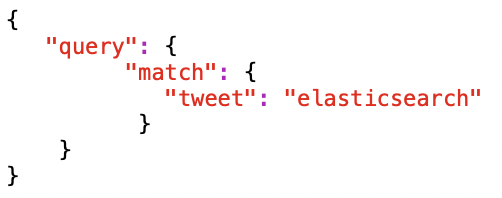 {
   "query": {
         "match": {
            "tweet": "elasticsearch"
          }
    }
}